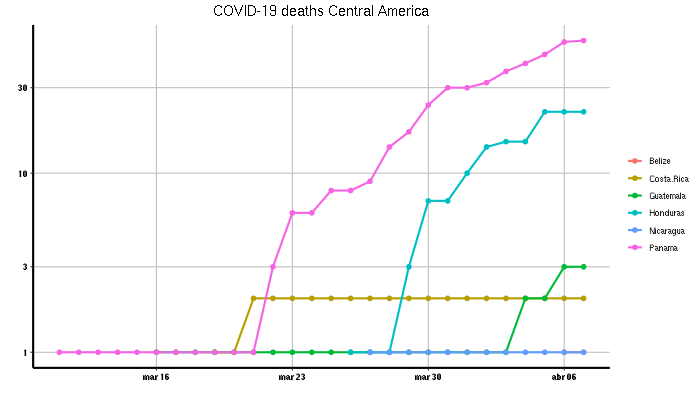 COVID-19 deaths Central America
30
10
3
1
mar 16
mar 23
mar 30
abr 06
Belize
Costa.Rica
Guatemala
Honduras
Nicaragua
Panama